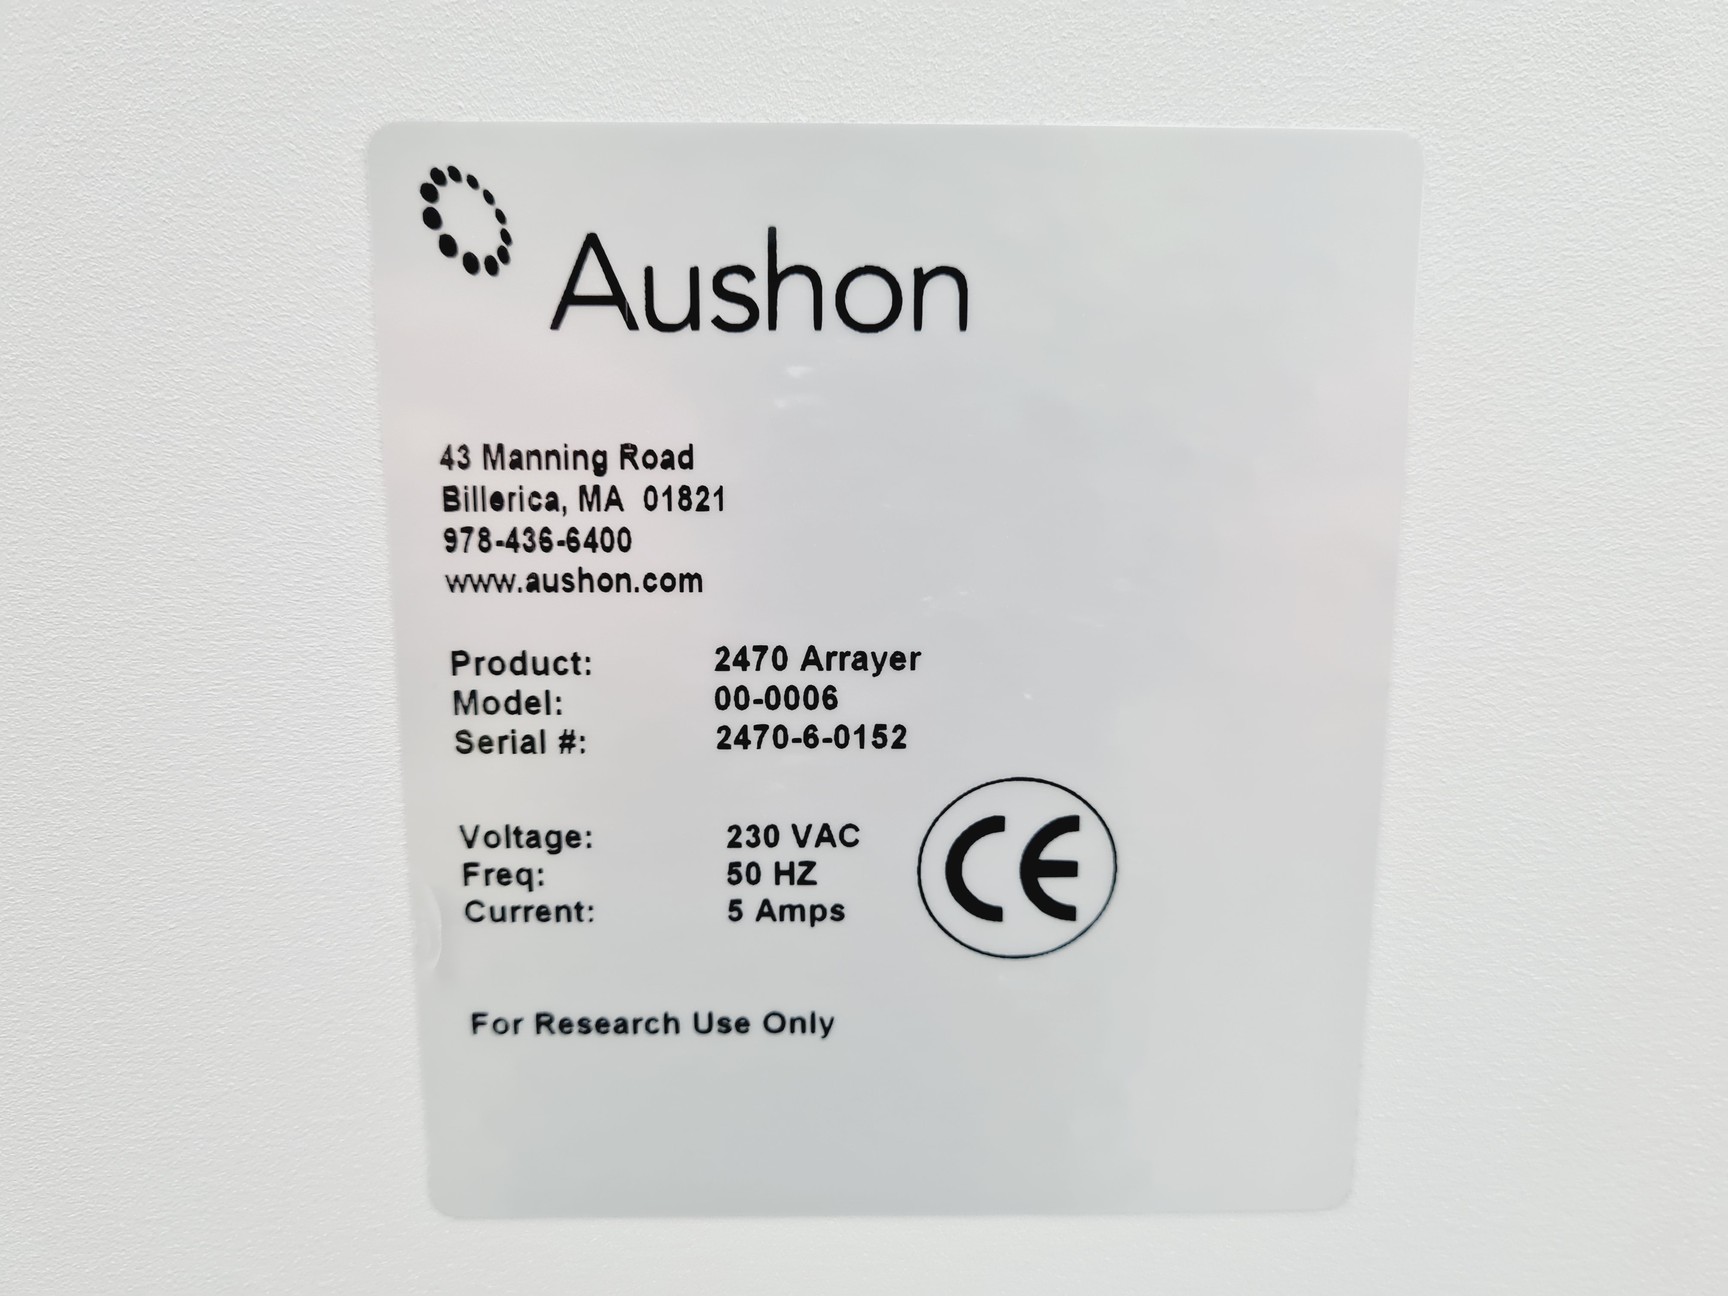 Aushon
43 Manning Road
Billerica, MA 01821
978-436-6400
www.aushon.com
Product: 2470 Arrayer
Model: 00-0006
Serial #: 2470-6-0152
Voltage: 230 VAC
Freq: 50 HZ
Current: 5 Amps
CE
For Research Use Only